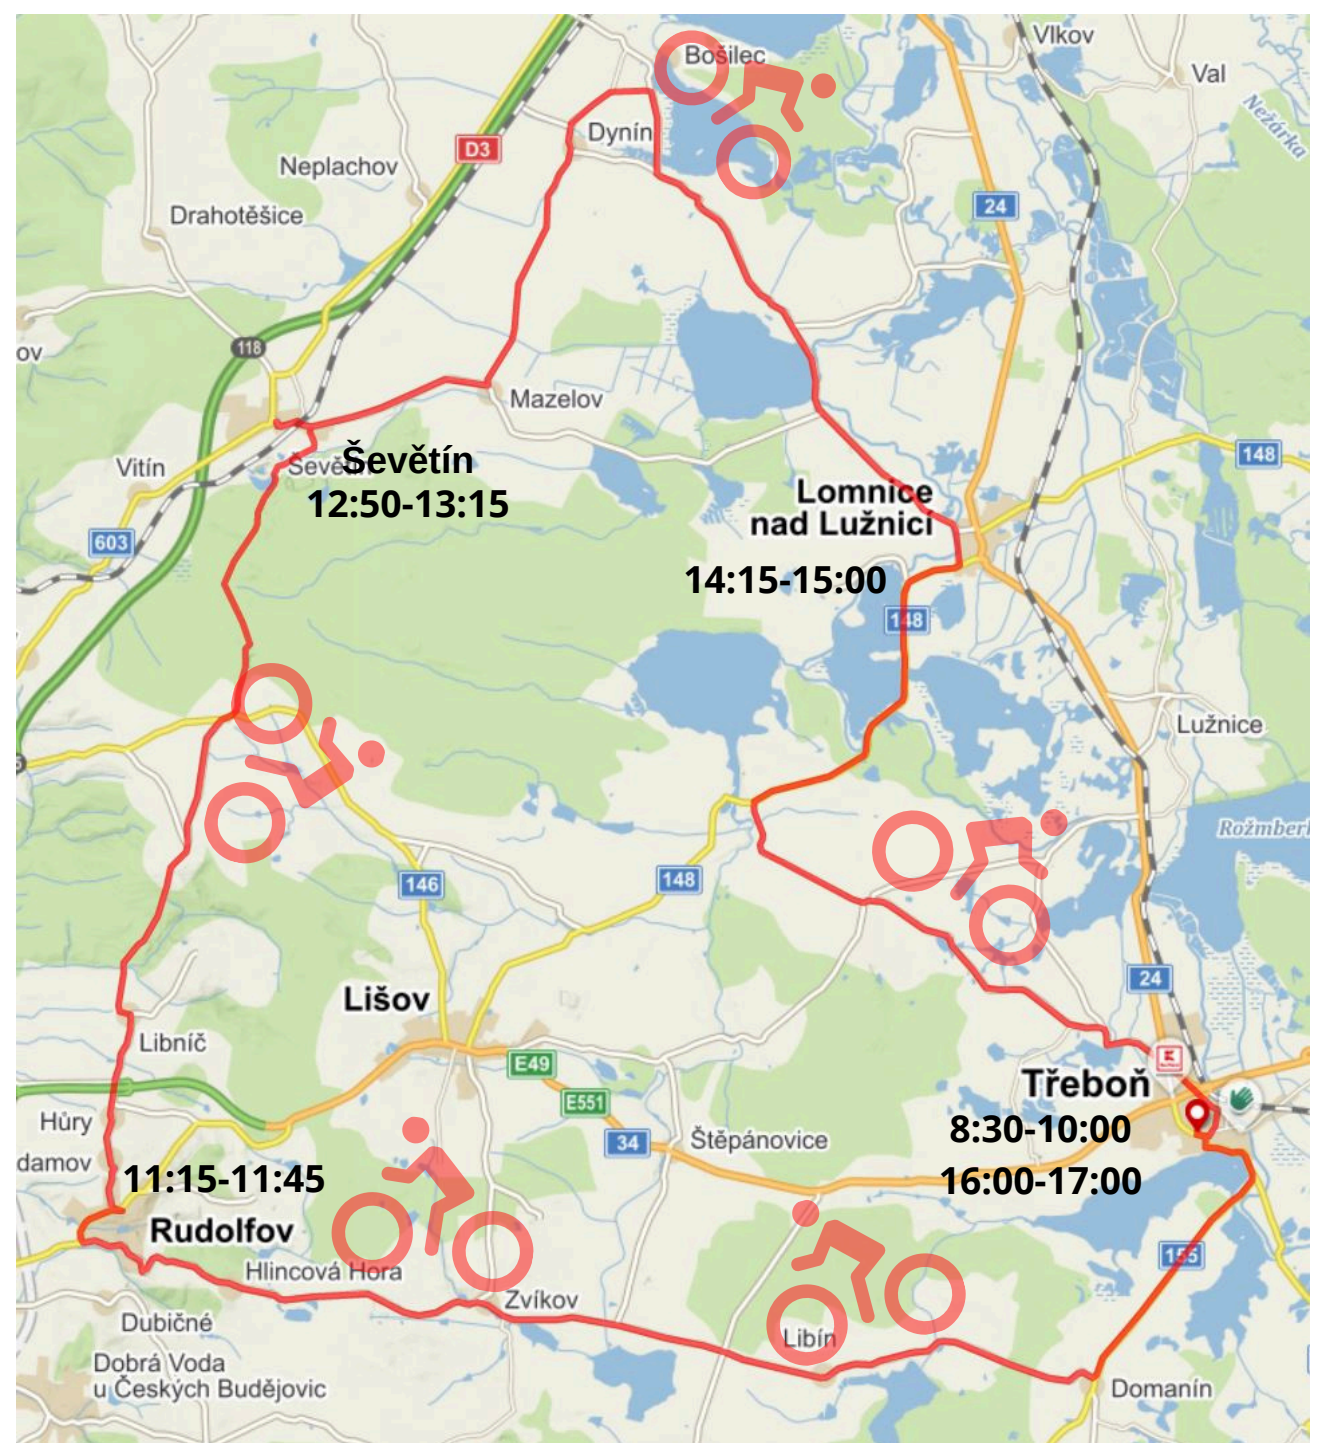 Bošilec
Vlkov
Val
Nežárka
Dynín
D3
Neplachov
24
Drahotěšice
118
ov
Mazelov
Vitín
Ševětín
12:50-13:15
148
Lomnice
nad Lužnicí
14:15-15:00
603
148
Lužnice
Rožmberk
146
148
24
Lišov
Libníč
E49
E551
Třeboň
8:30-10:00
16:00-17:00
Hůry
34
Štěpánovice
damov
11:15-11:45
Rudolfov
155
Hlincová Hora
Zvíkov
Dubičné
Libín
Dobrá Voda
u Českých Budějovic
Domanín